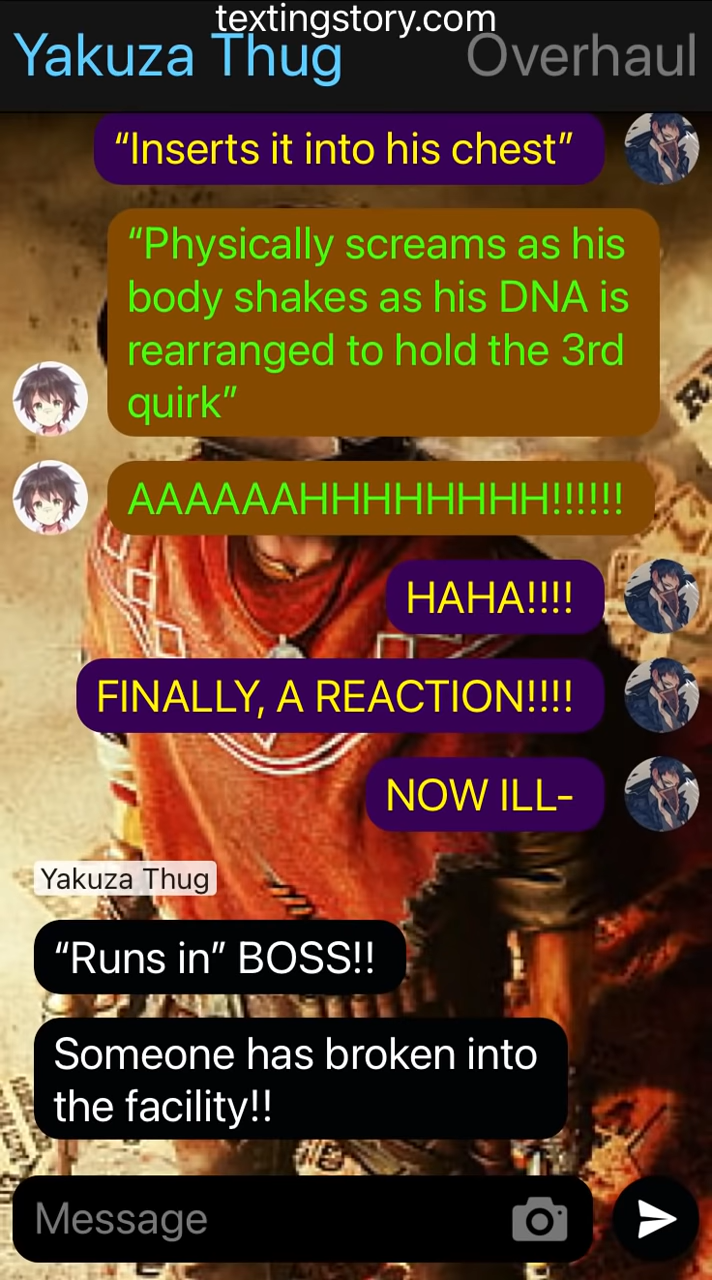 textingstory.com
Yakuza Thug
Overhaul
“Inserts it into his chest”
“Physically screams as his
body shakes as his DNA is
rearranged to hold the 3rd
quirk”
AAAAAAHHHHHHHHH!!!!!!
HAHA!!!!
FINALLY, A REACTION!!!!
NOW ILL-
Yakuza Thug
“Runs in” BOSS!!
Someone has broken into
the facility!!
Message